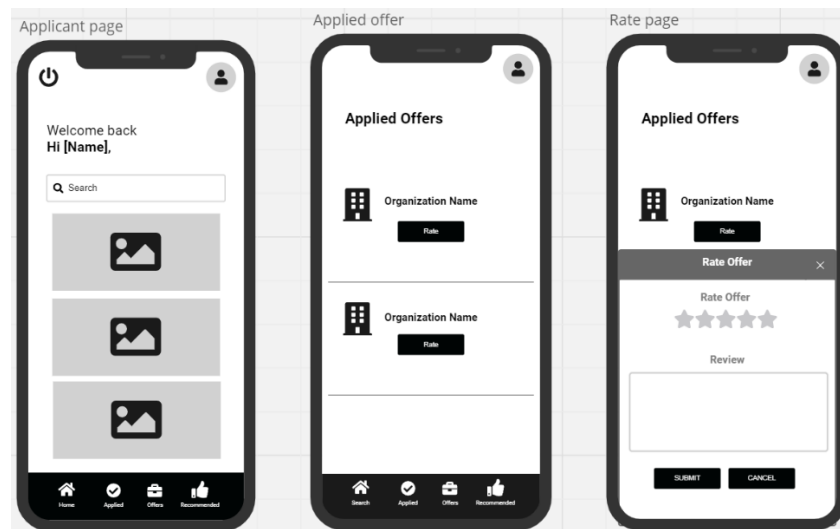 Applicant page
Welcome back
Hi [Name],
Search
Home Applied Offers Recommended
Applied offer
Applied Offers
Organization Name
Rate
Organization Name
Rate
Search Applied Offers Recommended
Rate page
Applied Offers
Organization Name
Rate
Rate Offer
Rate Offer
Review
SUBMIT CANCEL